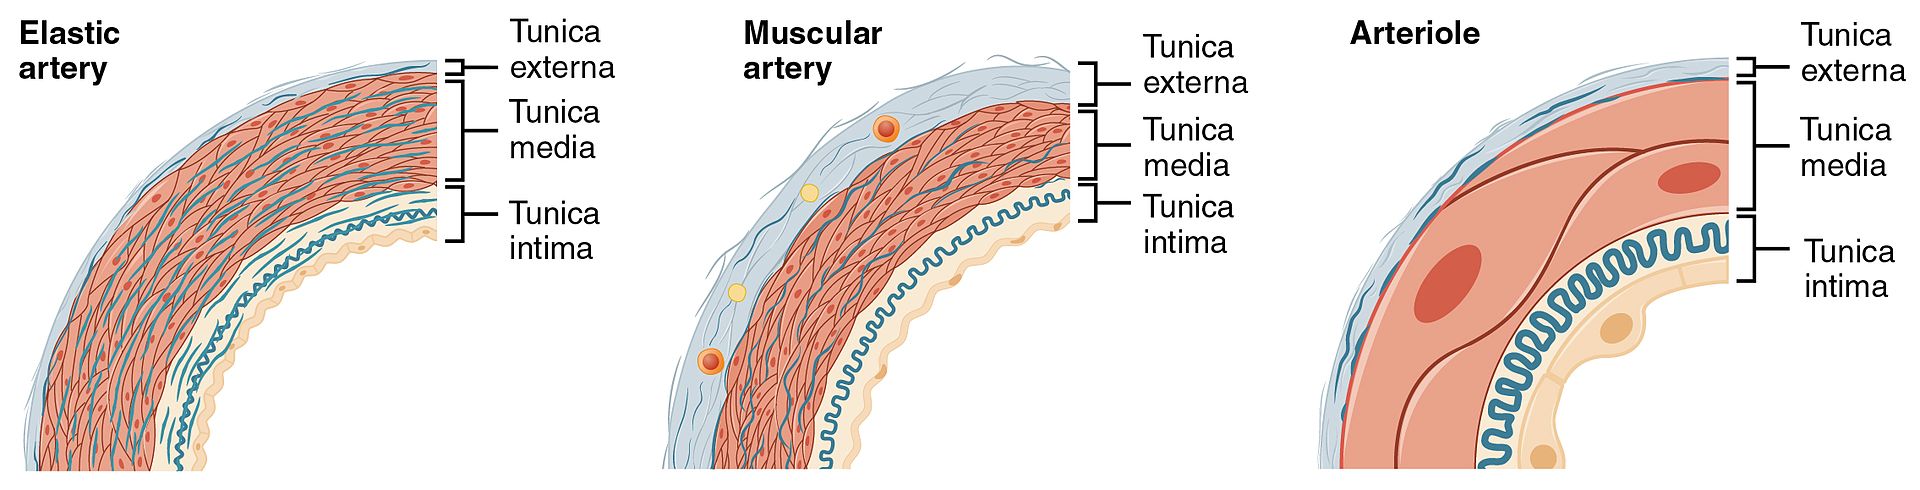 Elastic
artery
Tunica
externa
Tunica
media
Tunica
intima
Muscular
artery
Tunica
externa
Tunica
media
Tunica
intima
Arteriole
Tunica
externa
Tunica
media
Tunica
intima